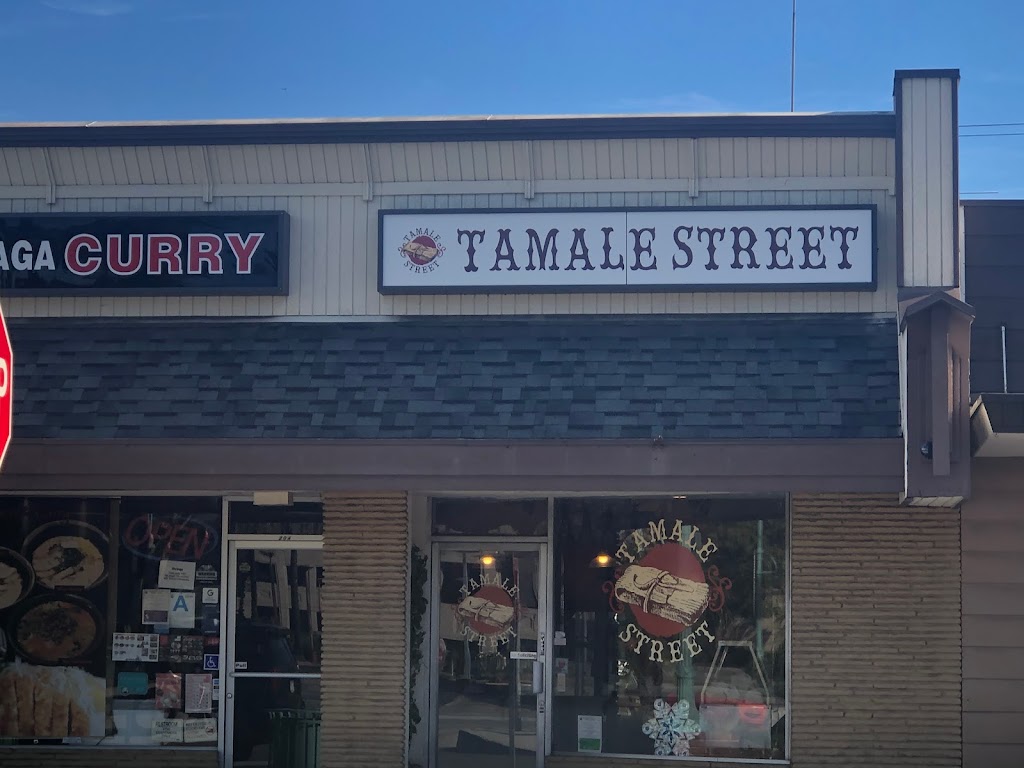 AGA CURRY
TAMALE
STREET
TAMALE STREET
OPEN
A
TAMALE
STREET
TAMALE
STREET